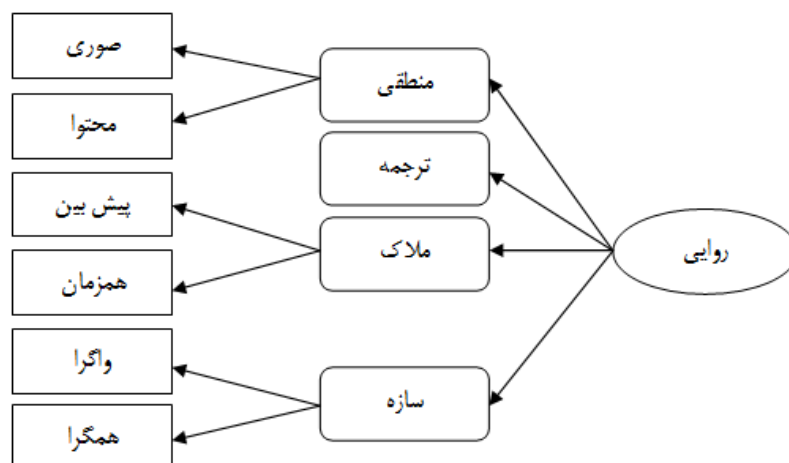 روایی
منطقی
ترجمه
ملاک
سازه
صوری
محتوا
پیش بین
همزمان
واگرا
همگرا